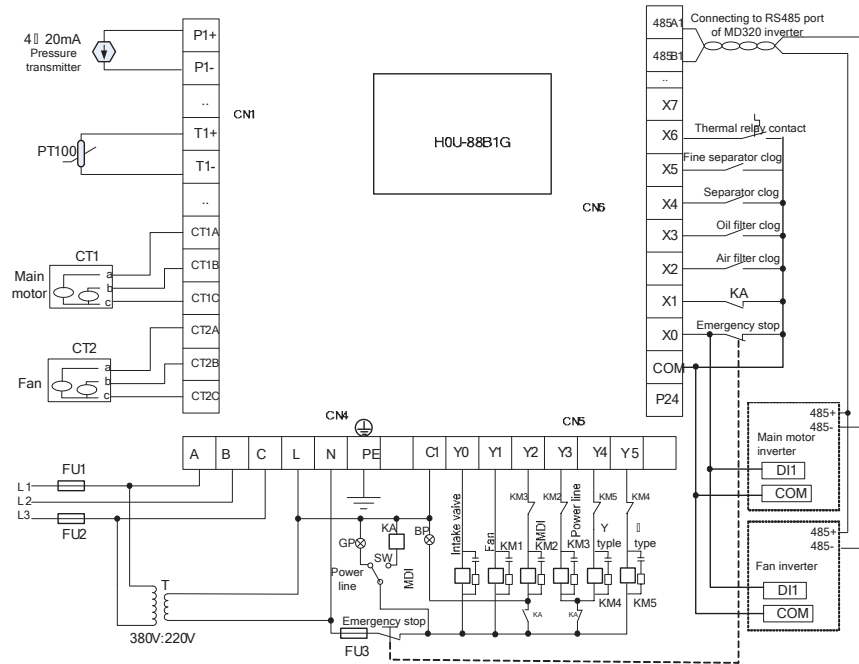 4▯ 20mA
Pressure
transmitter
P1+
P1-
..
CN1
T1+
PT100
T1-
..
CT1
CT1A
Main
motor
a
b
c
CT1B
CT1C
CT2
CT2A
Fan
a
b
c
CT2B
CT2C
H0U-88B1G
CN6
485A1
485B1
..
X7
X6
X5
X4
X3
X2
X1
X0
COM
P24
Connecting to RS485 port
of MD320 inverter
Thermal relay contact
Fine separator clog
Separator clog
Oil filter clog
Air filter clog
KA
Emergency stop
485+
485-
Main motor
inverter
DI1
COM
485+
485-
Fan inverter
DI1
COM
CN4
CN5
A B C L N PE C1 Y0 Y1 Y2 Y3 Y4 Y5
L1
FU1
L2
L3
FU2
T
380V:220V
GP
KA
BP
SW
Power
line
MDI
FU3
Emergency stop
Intake valve
Fan
KM1
KM3
MDI
KM2
KM2
Power line
KM3
KM5
Y
typle
KM4
KM4
▯
type
KM5
KA
KA